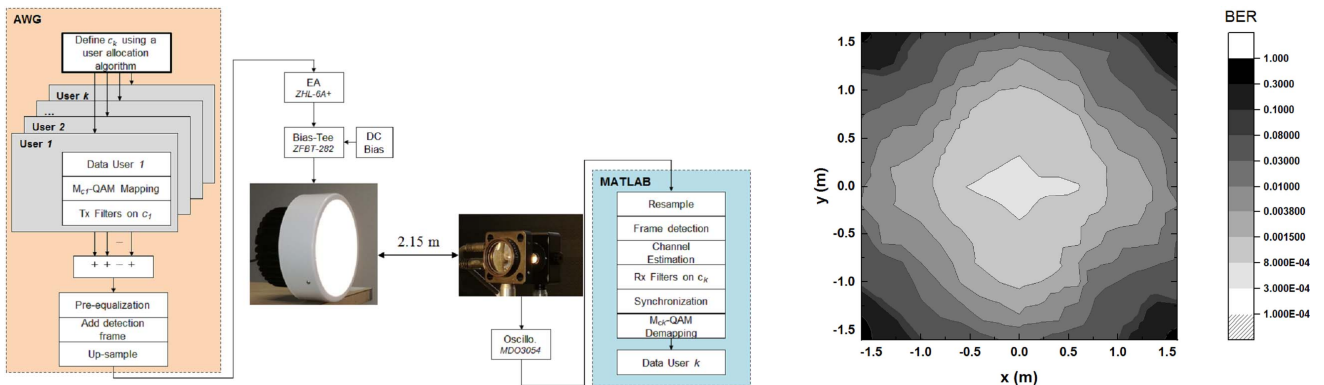 AWG
Define c_k using a
user allocation
algorithm
User k
...
User 2
User 1
Data User 1
M_c1-QAM Mapping
Tx Filters on c_1
+ + − +
Pre-equalization
Add detection
frame
Up-sample
EA
ZHL-6A+
Bias-Tee
ZFBT-282
DC
Bias
2.15 m
Oscillo.
MDO3054
MATLAB
Resample
Frame detection
Channel
Estimation
Rx Filters on c_k
Synchronization
M_ck-QAM
Demapping
Data User k
1.5
1.0
0.5
0.0
-0.5
-1.0
-1.5
y (m)
-1.5
-1.0
-0.5
0.0
0.5
1.0
1.5
x (m)
BER
1.000
0.3000
0.1000
0.08000
0.03000
0.01000
0.003800
0.001500
8.000E-04
3.000E-04
1.000E-04